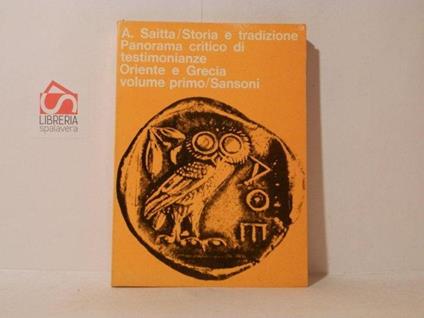 A. Saitta/Storia e tradizione
Panorama critico di
testimonianze
Oriente e Grecia
volume primo/Sansoni
ΑΘΕ
LIBRERIA
spalavera